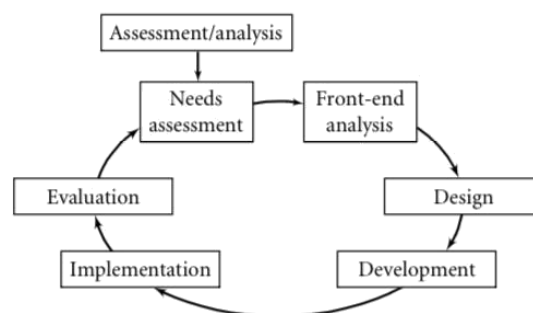 Assessment/analysis
Needs
assessment
Front-end
analysis
Evaluation
Design
Implementation
Development